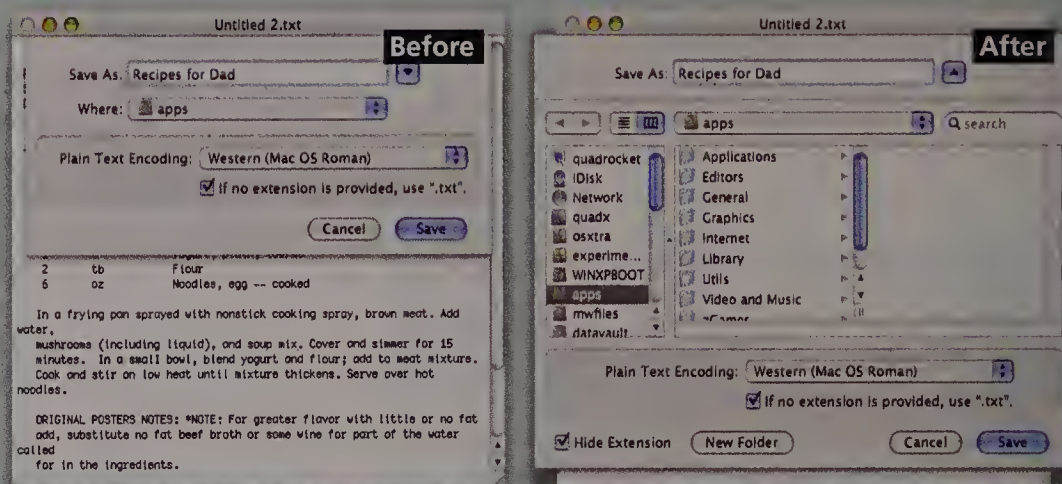 Untitled 2.txt
Before
Save As: Recipes for Dad
Where: apps
Plain Text Encoding: Western (Mac OS Roman)
If no extension is provided, use ".txt".
Cancel Save
2 tb Flour
6 oz Noodles, egg -- cooked
In a frying pan sprayed with nonstick cooking spray, brown meat. Add
water,
mushrooms (including liquid), and soup mix. Cover and simmer for 15
minutes. In a small bowl, blend yogurt and flour; add to meat mixture.
Cook and stir on low heat until mixture thickens. Serve over hot
noodles.
ORIGINAL POSTERS NOTES: *NOTE: For greater flavor with little or no fat
add, substitute no fat beef broth or some wine for part of the water
called
for in the ingredients.
Untitled 2.txt
After
Save As: Recipes for Dad
apps
search
quadrocket
iDisk
Network
quadx
osxtra
experime...
WINXPBOOT
apps
mwfiles
datavault
Applications
Editors
General
Graphics
Internet
Library
Utils
Video and Music
Plain Text Encoding: Western (Mac OS Roman)
If no extension is provided, use ".txt".
Hide Extension New Folder Cancel Save